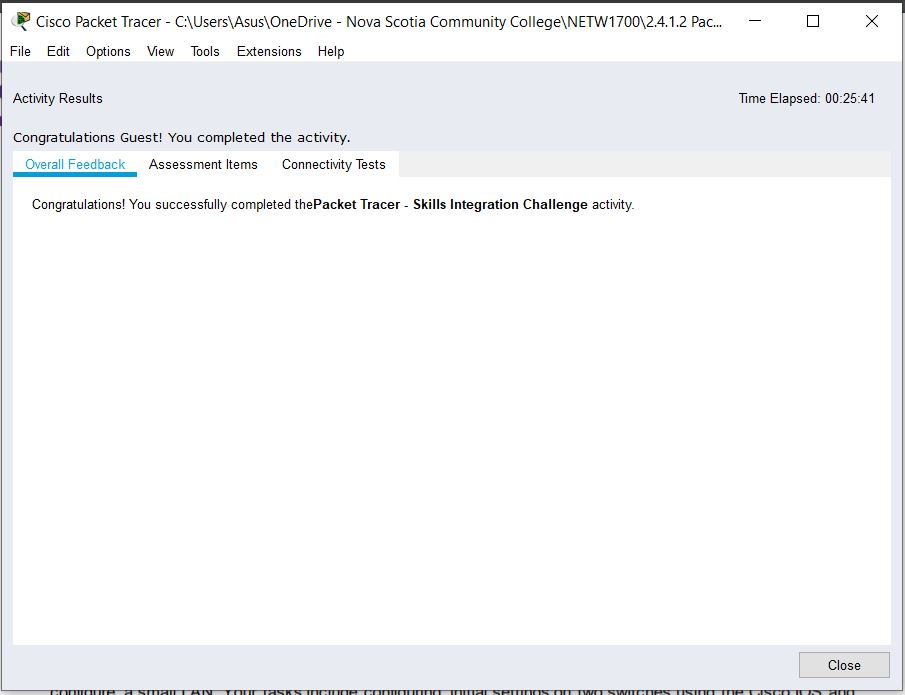 Cisco Packet Tracer - C:\Users\Asus\OneDrive - Nova Scotia Community College\NETW1700\2.4.1.2 Pac...
File Edit Options View Tools Extensions Help
Activity Results Time Elapsed: 00:25:41
Congratulations Guest! You completed the activity.
Overall Feedback Assessment Items Connectivity Tests
Congratulations! You successfully completed thePacket Tracer - Skills Integration Challenge activity.
Close
configure, a small LAN. Your tasks include configuring, initial settings on two switches using the Cisco IOS and